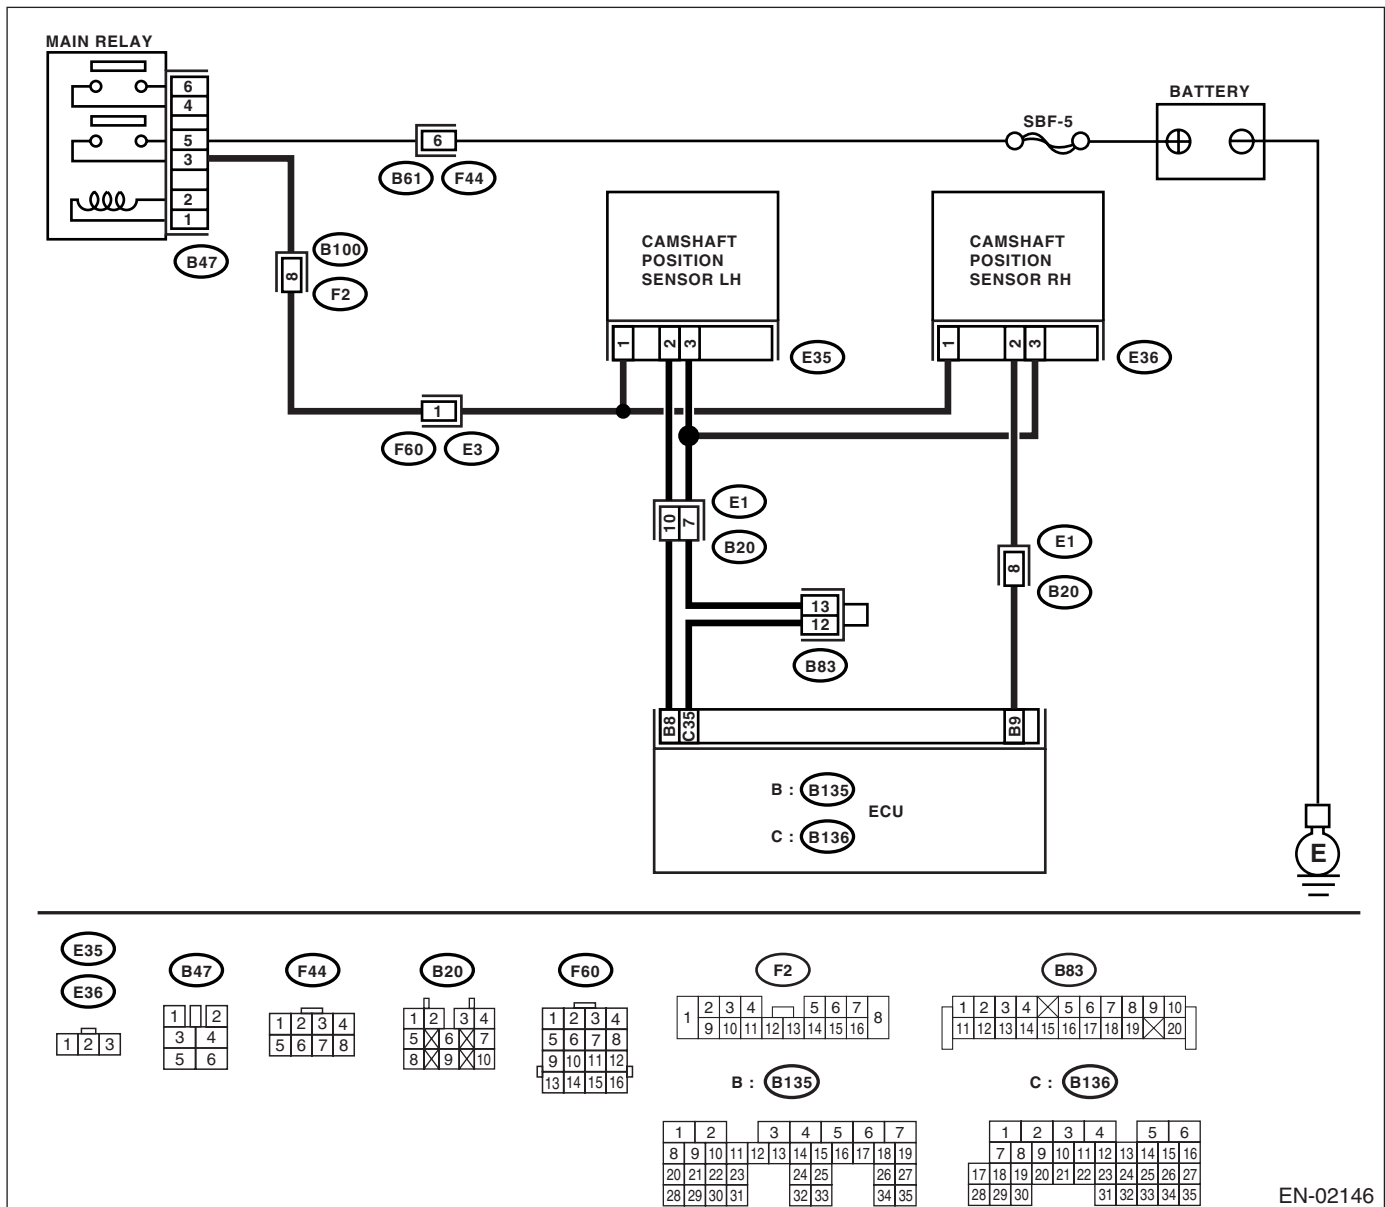 MAIN RELAY
6
4
5
3
2
1
B47
6
B61 F44
SBF-5
BATTERY
8
B100
F2
CAMSHAFT
POSITION
SENSOR LH
1 2 3
E35
CAMSHAFT
POSITION
SENSOR RH
1 2 3
E36
1
F60 E3
10 7
E1
B20
8
E1
B20
13
12
B83
B8 C35 B9
B : B135
ECU
C : B136
E
E35
E36
1 2 3
B47
1 2
3 4
5 6
F44
1 2 3 4
5 6 7 8
B20
1 2 3 4
5 6 7
8 9 10
F60
1 2 3 4
5 6 7 8
9 10 11 12
13 14 15 16
F2
1 2 3 4 5 6 7 8
9 10 11 12 13 14 15 16
B83
1 2 3 4 5 6 7 8 9 10
11 12 13 14 15 16 17 18 19 20
B : B135
1 2 3 4 5 6 7
8 9 10 11 12 13 14 15 16 17 18 19
20 21 22 23 24 25 26 27
28 29 30 31 32 33 34 35
C : B136
1 2 3 4 5 6
7 8 9 10 11 12 13 14 15 16
17 18 19 20 21 22 23 24 25 26 27
28 29 30 31 32 33 34 35
EN-02146